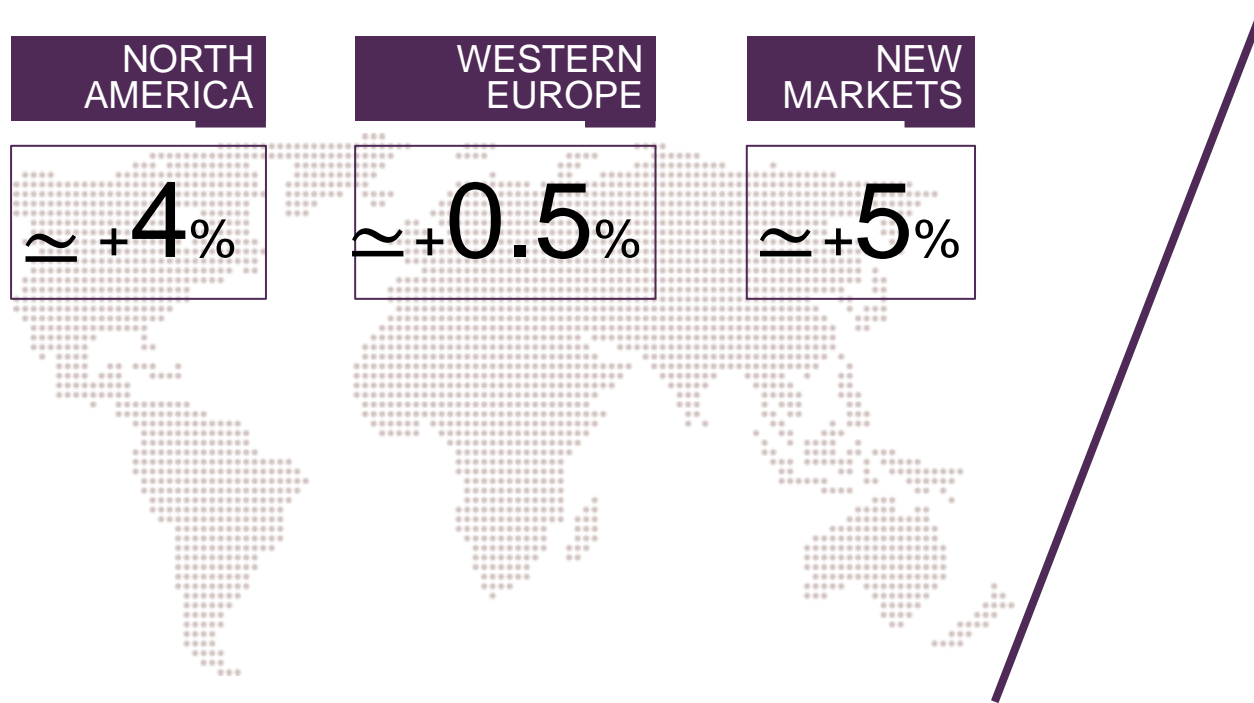 NORTH
AMERICA
≃ +4%
WESTERN
EUROPE
≃+0.5%
NEW
MARKETS
≃+5%